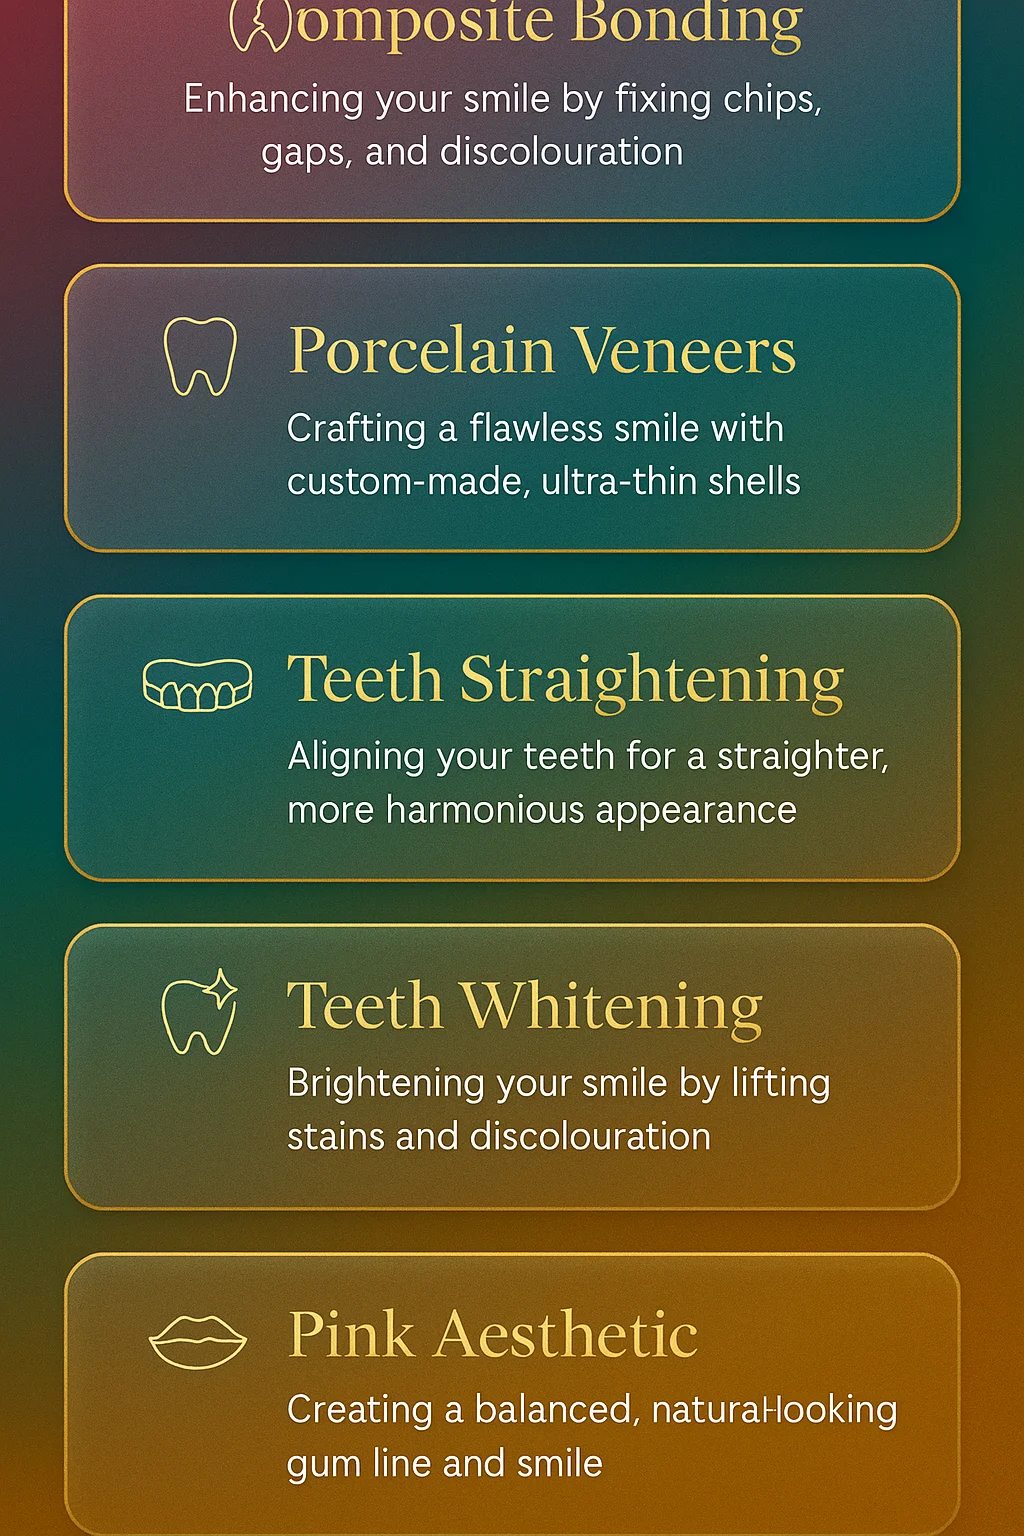 omposite Bonding
Enhancing your smile by fixing chips,
gaps, and discolouration
Porcelain Veneers
Crafting a flawless smile with
custom-made, ultra-thin shells
Teeth Straightening
Aligning your teeth for a straighter,
more harmonious appearance
Teeth Whitening
Brightening your smile by lifting
stains and discolouration
Pink Aesthetic
Creating a balanced, natural-looking
gum line and smile